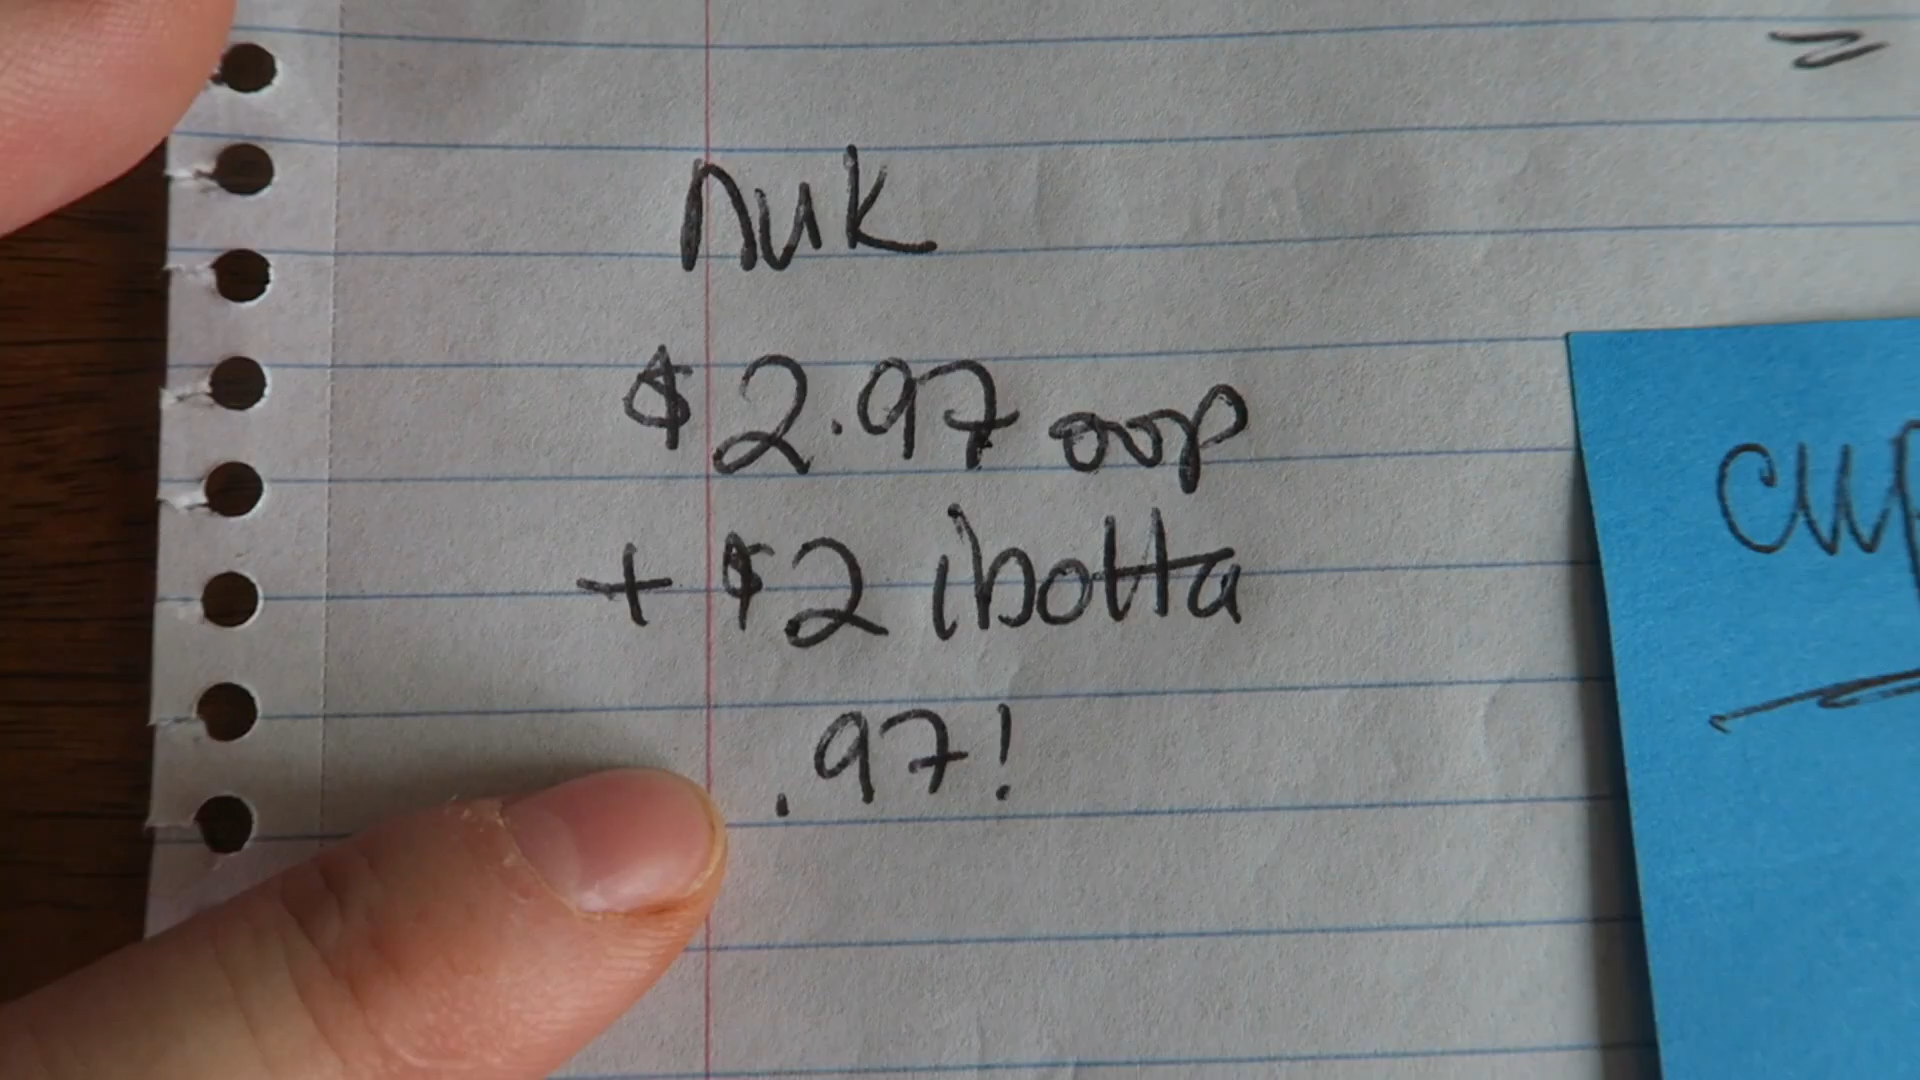 =
nuk
$2.97 oop
+ $2 ibotta
.97!